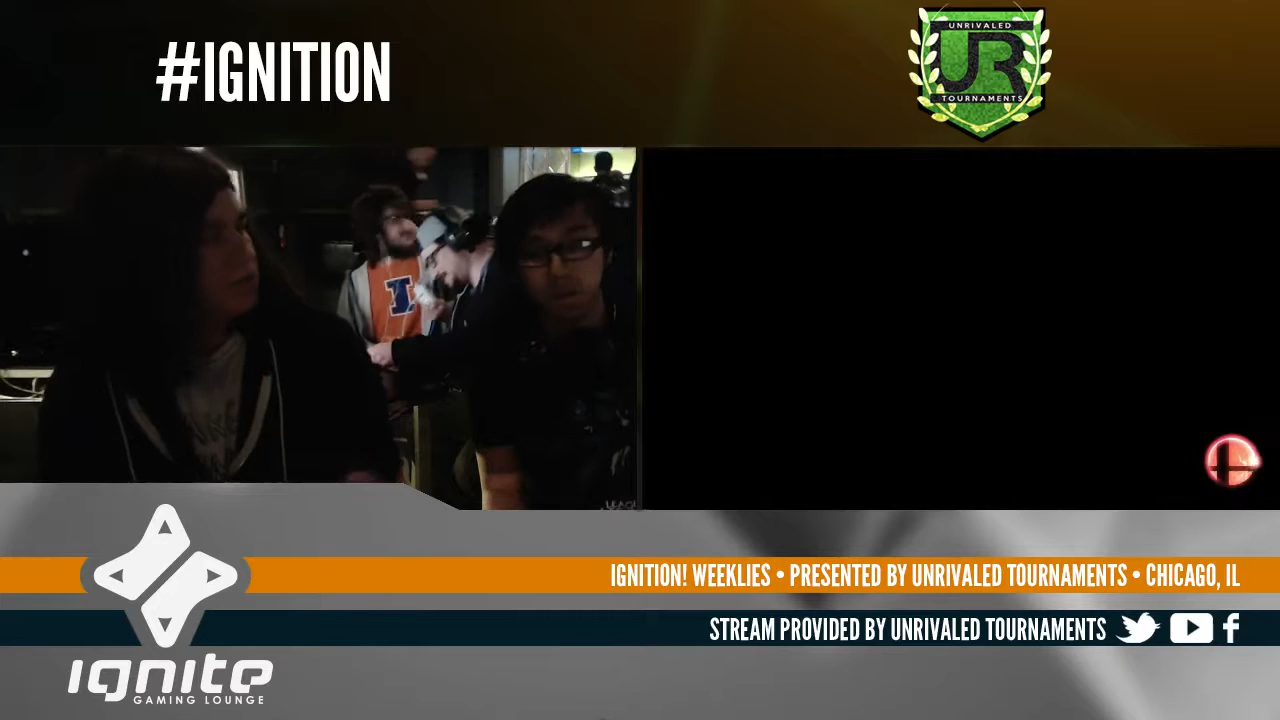 #IGNITION
UNRIVALED
UR
TOURNAMENTS
I
IGNITION! WEEKLIES • PRESENTED BY UNRIVALED TOURNAMENTS • CHICAGO, IL
STREAM PROVIDED BY UNRIVALED TOURNAMENTS
ignite
GAMING LOUNGE